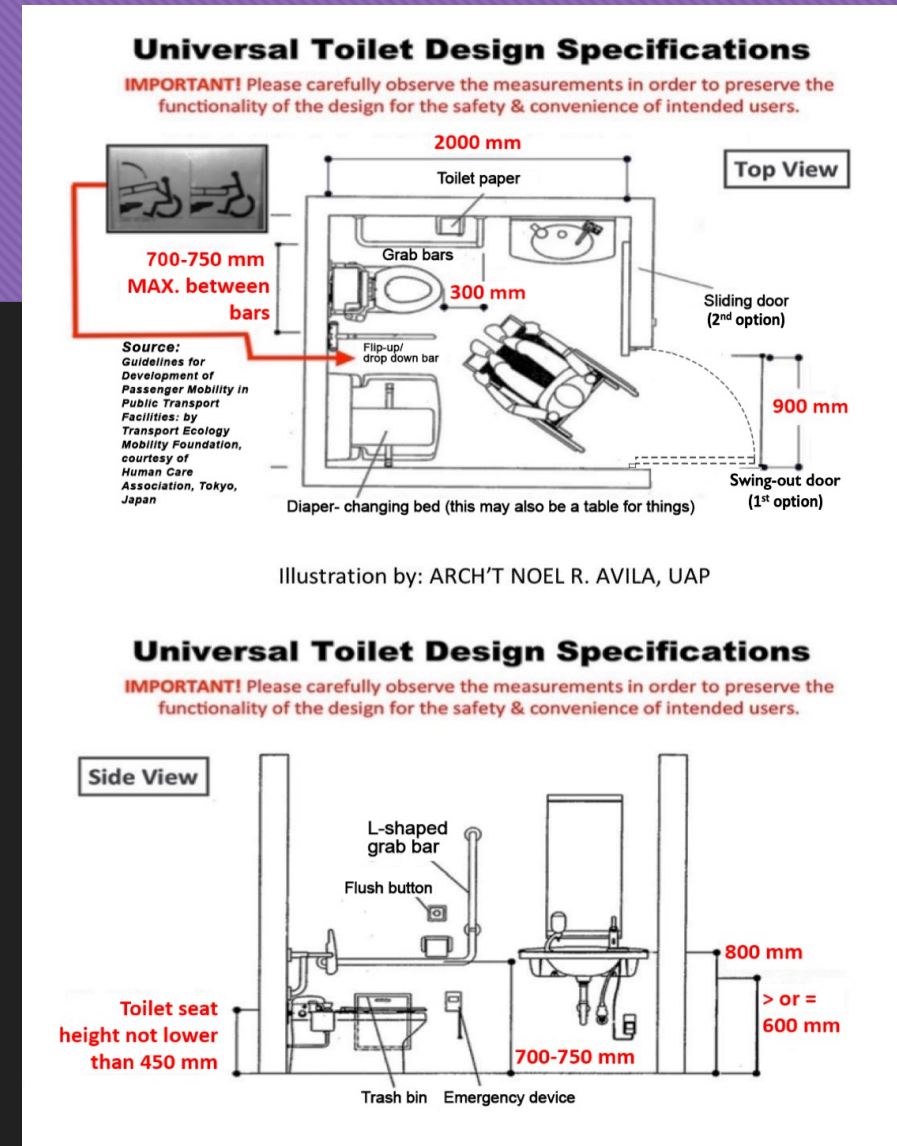 Universal Toilet Design Specifications
IMPORTANT! Please carefully observe the measurements in order to preserve the
functionality of the design for the safety & convenience of intended users.
2000 mm
Top View
Toilet paper
700-750 mm
MAX. between
bars
Grab bars
300 mm
Sliding door
(2nd option)
Flip-up/
drop down bar
Source:
Guidelines for
Development of
Passenger Mobility in
Public Transport
Facilities: by
Transport Ecology
Mobility Foundation,
courtesy of
Human Care
Association, Tokyo,
Japan
900 mm
Swing-out door
(1st option)
Diaper- changing bed (this may also be a table for things)
Illustration by: ARCH'T NOEL R. AVILA, UAP
Universal Toilet Design Specifications
IMPORTANT! Please carefully observe the measurements in order to preserve the
functionality of the design for the safety & convenience of intended users.
Side View
L-shaped
grab bar
Flush button
800 mm
> or =
600 mm
Toilet seat
height not lower
than 450 mm
700-750 mm
Trash bin
Emergency device